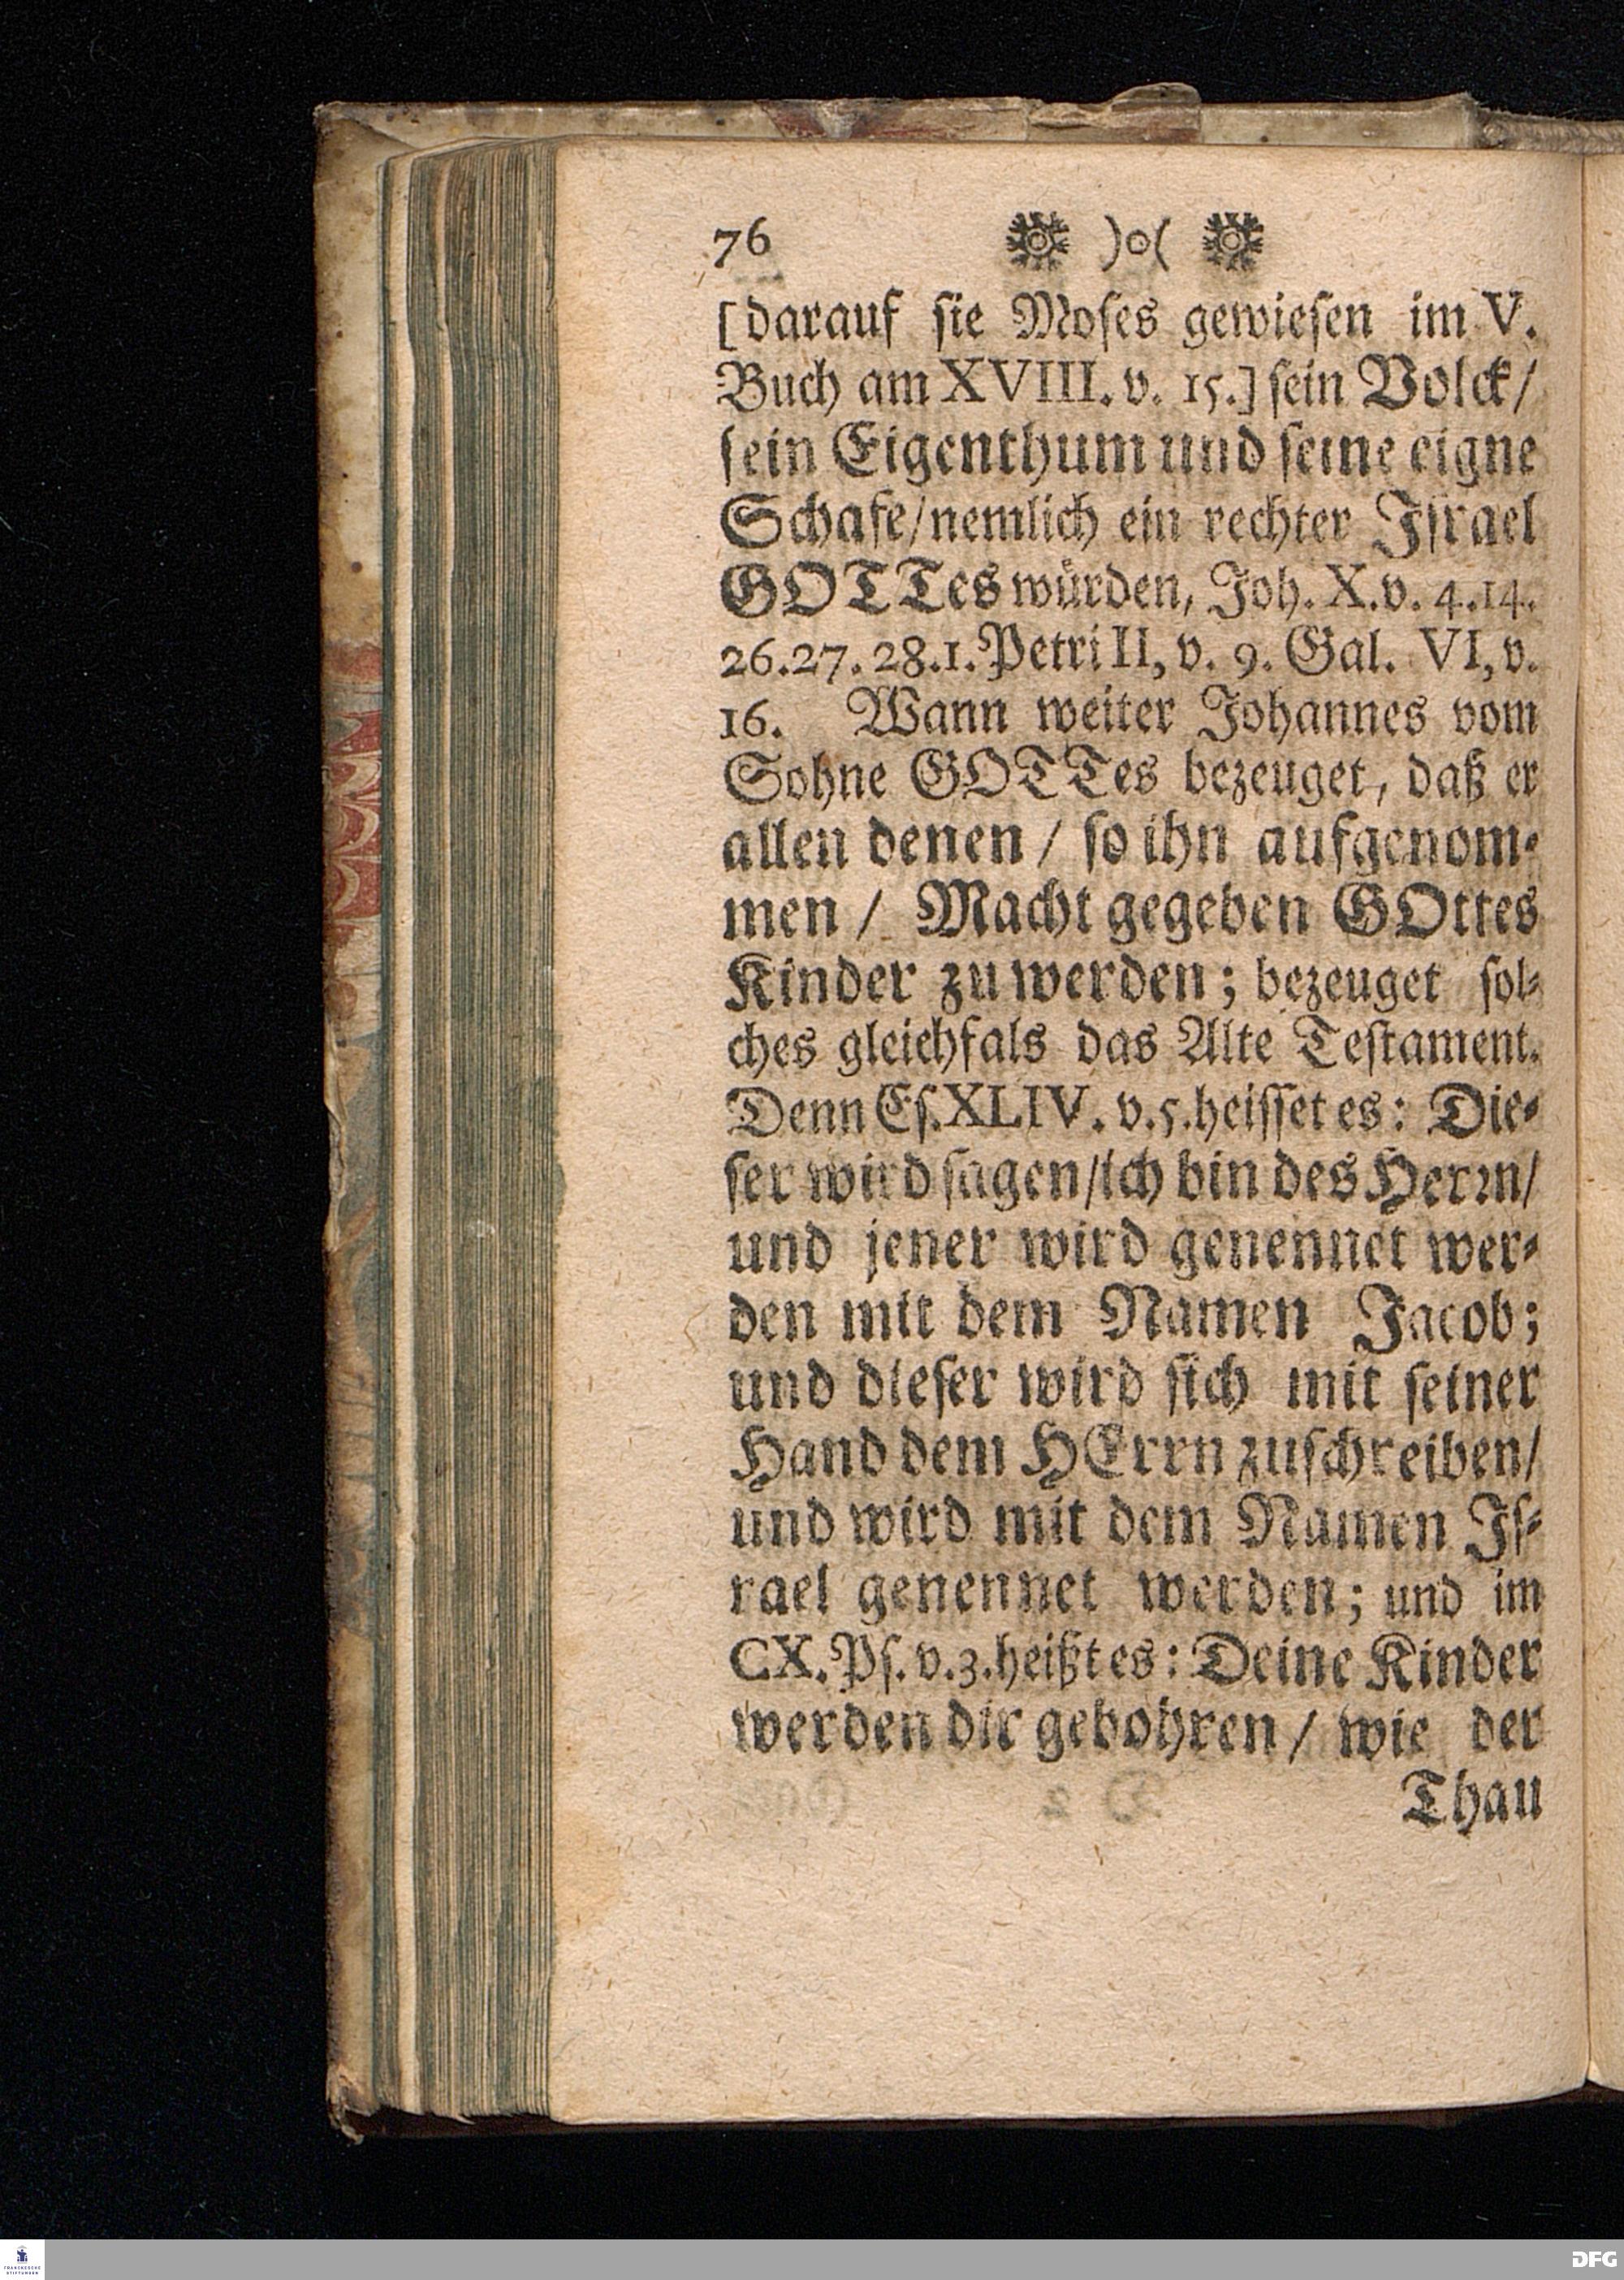 76 )o(
[darauf sie Moses gewiesen im V.
Buch am XVIII. v. 15.] sein Volck/
sein Eigenthum und seine eigne
Schafe/nemlich ein rechter Israel
GOTTes würden, Joh. X. v. 4.14.
26.27.28.1. Petri II, v. 9. Gal. VI, v.
16. Wann weiter Johannes vom
Sohne GOTTes bezeuget, daß er
allen denen / so ihn aufgenom-
men / Macht gegeben GOttes
Kinder zu werden; bezeuget sol-
ches gleichfals das Alte Testament.
Denn Es. XLIV. v. 5. heisset es: Die-
ser wird sagen/ich bin des Herrn/
und jener wird genennet wer-
den mit dem Namen Jacob;
und dieser wird sich mit seiner
Hand dem HErrn zuschreiben/
und wird mit dem Namen Is-
rael genennet werden; und im
CX. Ps. v. 3. heißt es: Deine Kinder
werden dir gebohren / wie der
Thau
FRANCKESCHE
STIFTUNGEN
DFG